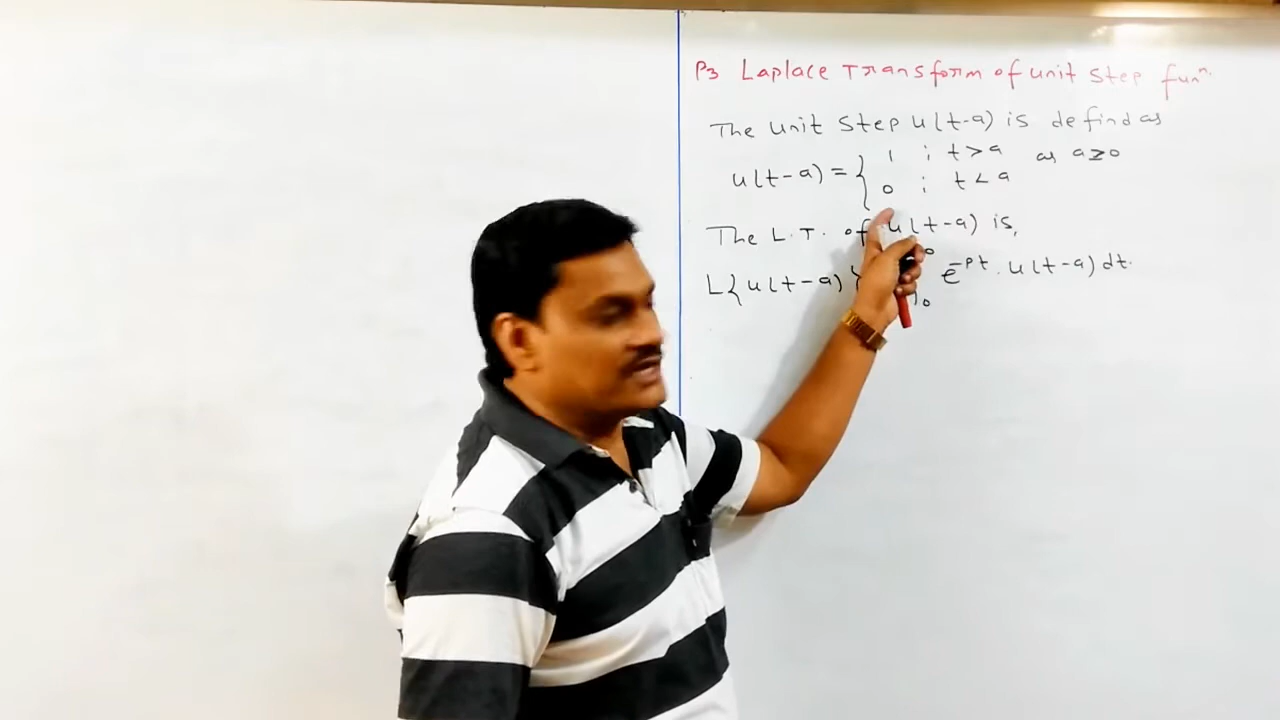 P3 Laplace Transform of unit step funⁿ.
The unit step u(t-a) is defind as
u(t-a) = { 1 ; t>a as a≥0
0 ; t<a
The L.T. of u(t-a) is,
L{u(t-a)} e^-pt . u(t-a) dt.